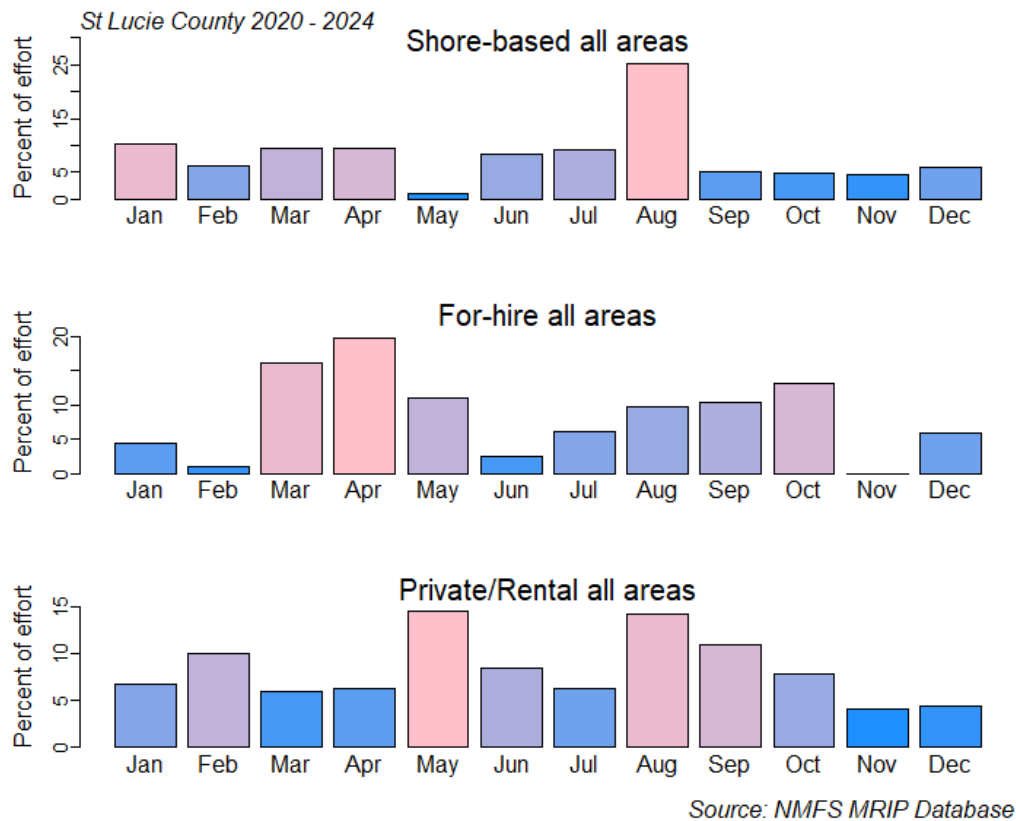 St Lucie County 2020 - 2024
Shore-based all areas
Percent of effort
25
15
5
0
Jan Feb Mar Apr May Jun Jul Aug Sep Oct Nov Dec
For-hire all areas
Percent of effort
20
10
5
0
Jan Feb Mar Apr May Jun Jul Aug Sep Oct Nov Dec
Private/Rental all areas
Percent of effort
15
10
5
0
Jan Feb Mar Apr May Jun Jul Aug Sep Oct Nov Dec
Source: NMFS MRIP Database